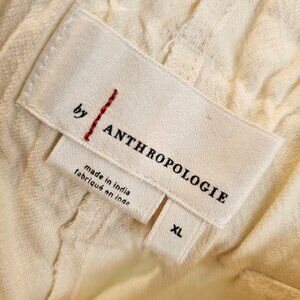 by ANTHROPOLOGIE
made in India
fabriqué en Inde
XL